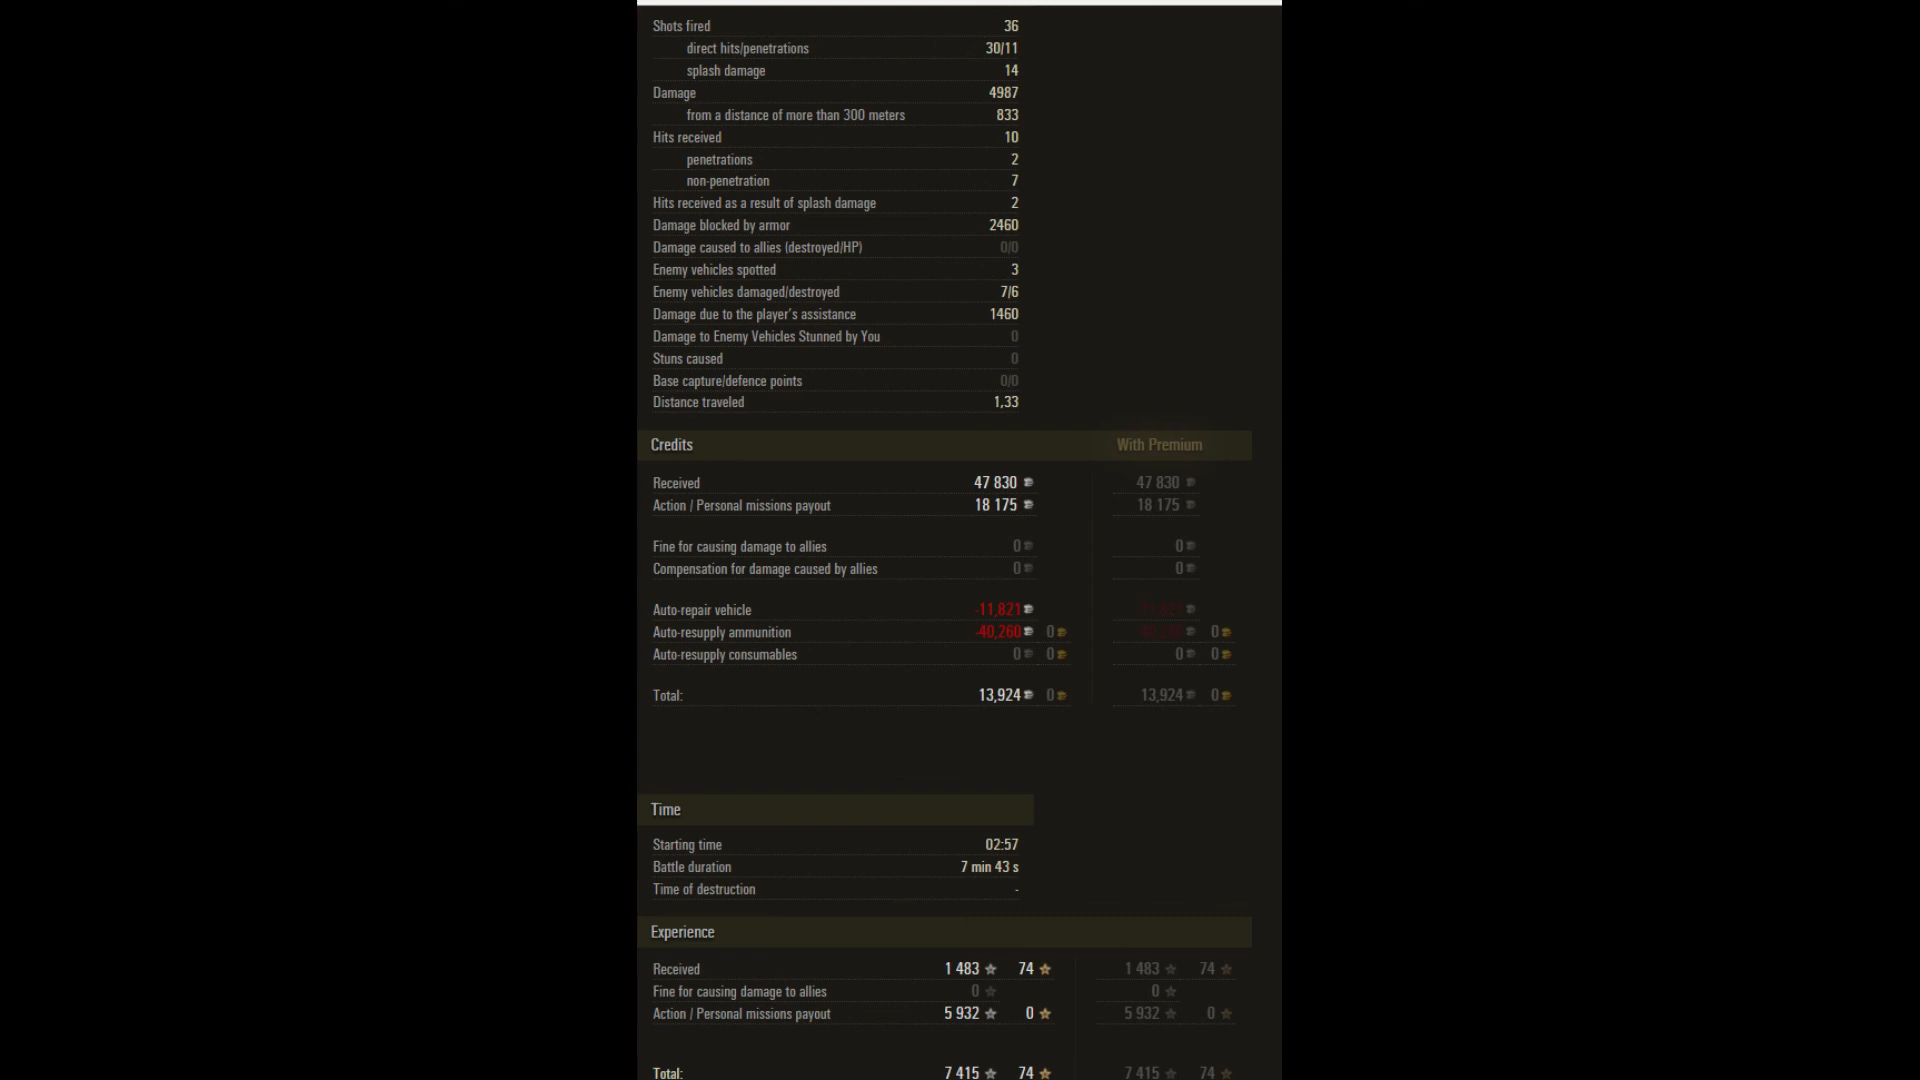 Shots fired 36
direct hits/penetrations 30/11
splash damage 14
Damage 4987
from a distance of more than 300 meters 833
Hits received 10
penetrations 2
non-penetration 7
Hits received as a result of splash damage 2
Damage blocked by armor 2460
Damage caused to allies (destroyed/HP) 0/0
Enemy vehicles spotted 3
Enemy vehicles damaged/destroyed 7/6
Damage due to the player's assistance 1460
Damage to Enemy Vehicles Stunned by You 0
Stuns caused 0
Base capture/defence points 0/0
Distance traveled 1,33
Credits With Premium
Received 47 830 47 830
Action / Personal missions payout 18 175 18 175
Fine for causing damage to allies 0 0
Compensation for damage caused by allies 0 0
Auto-repair vehicle -11,821
Auto-resupply ammunition -40,260 0 0
Auto-resupply consumables 0 0 0 0
Total: 13,924 0 13,924 0
Time
Starting time 02:57
Battle duration 7 min 43 s
Time of destruction -
Experience
Received 1 483 74 1 483 74
Fine for causing damage to allies 0 0
Action / Personal missions payout 5 932 0 5 932 0
Total: 7 415 74 7 415 74